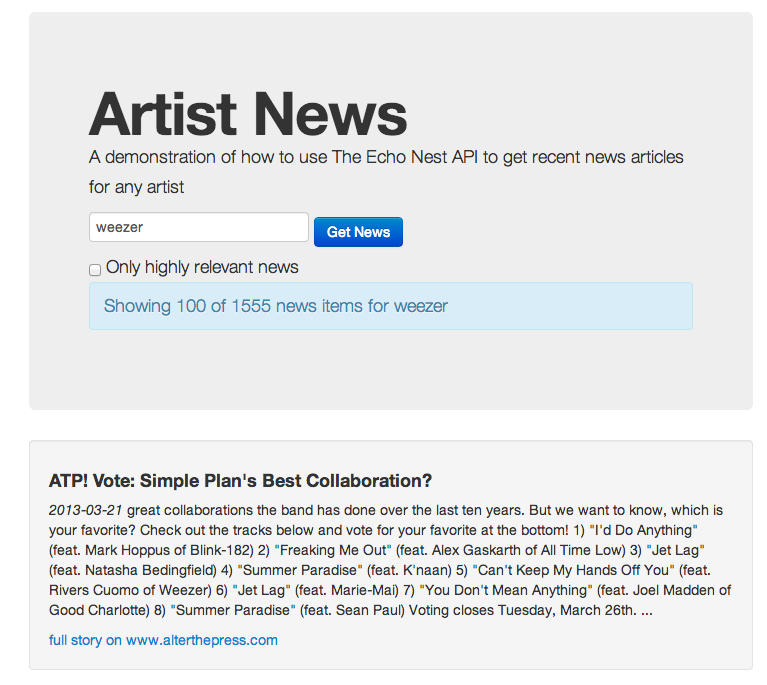 Artist News
A demonstration of how to use The Echo Nest API to get recent news articles
for any artist
weezer
Get News
Only highly relevant news
Showing 100 of 1555 news items for weezer
ATP! Vote: Simple Plan's Best Collaboration?
2013-03-21 great collaborations the band has done over the last ten years. But we want to know, which is
your favorite? Check out the tracks below and vote for your favorite at the bottom! 1) "I'd Do Anything"
(feat. Mark Hoppus of Blink-182) 2) "Freaking Me Out" (feat. Alex Gaskarth of All Time Low) 3) "Jet Lag"
(feat. Natasha Bedingfield) 4) "Summer Paradise" (feat. K'naan) 5) "Can't Keep My Hands Off You" (feat.
Rivers Cuomo of Weezer) 6) "Jet Lag" (feat. Marie-Mai) 7) "You Don't Mean Anything" (feat. Joel Madden of
Good Charlotte) 8) "Summer Paradise" (feat. Sean Paul) Voting closes Tuesday, March 26th. ...
full story on www.alterthepress.com